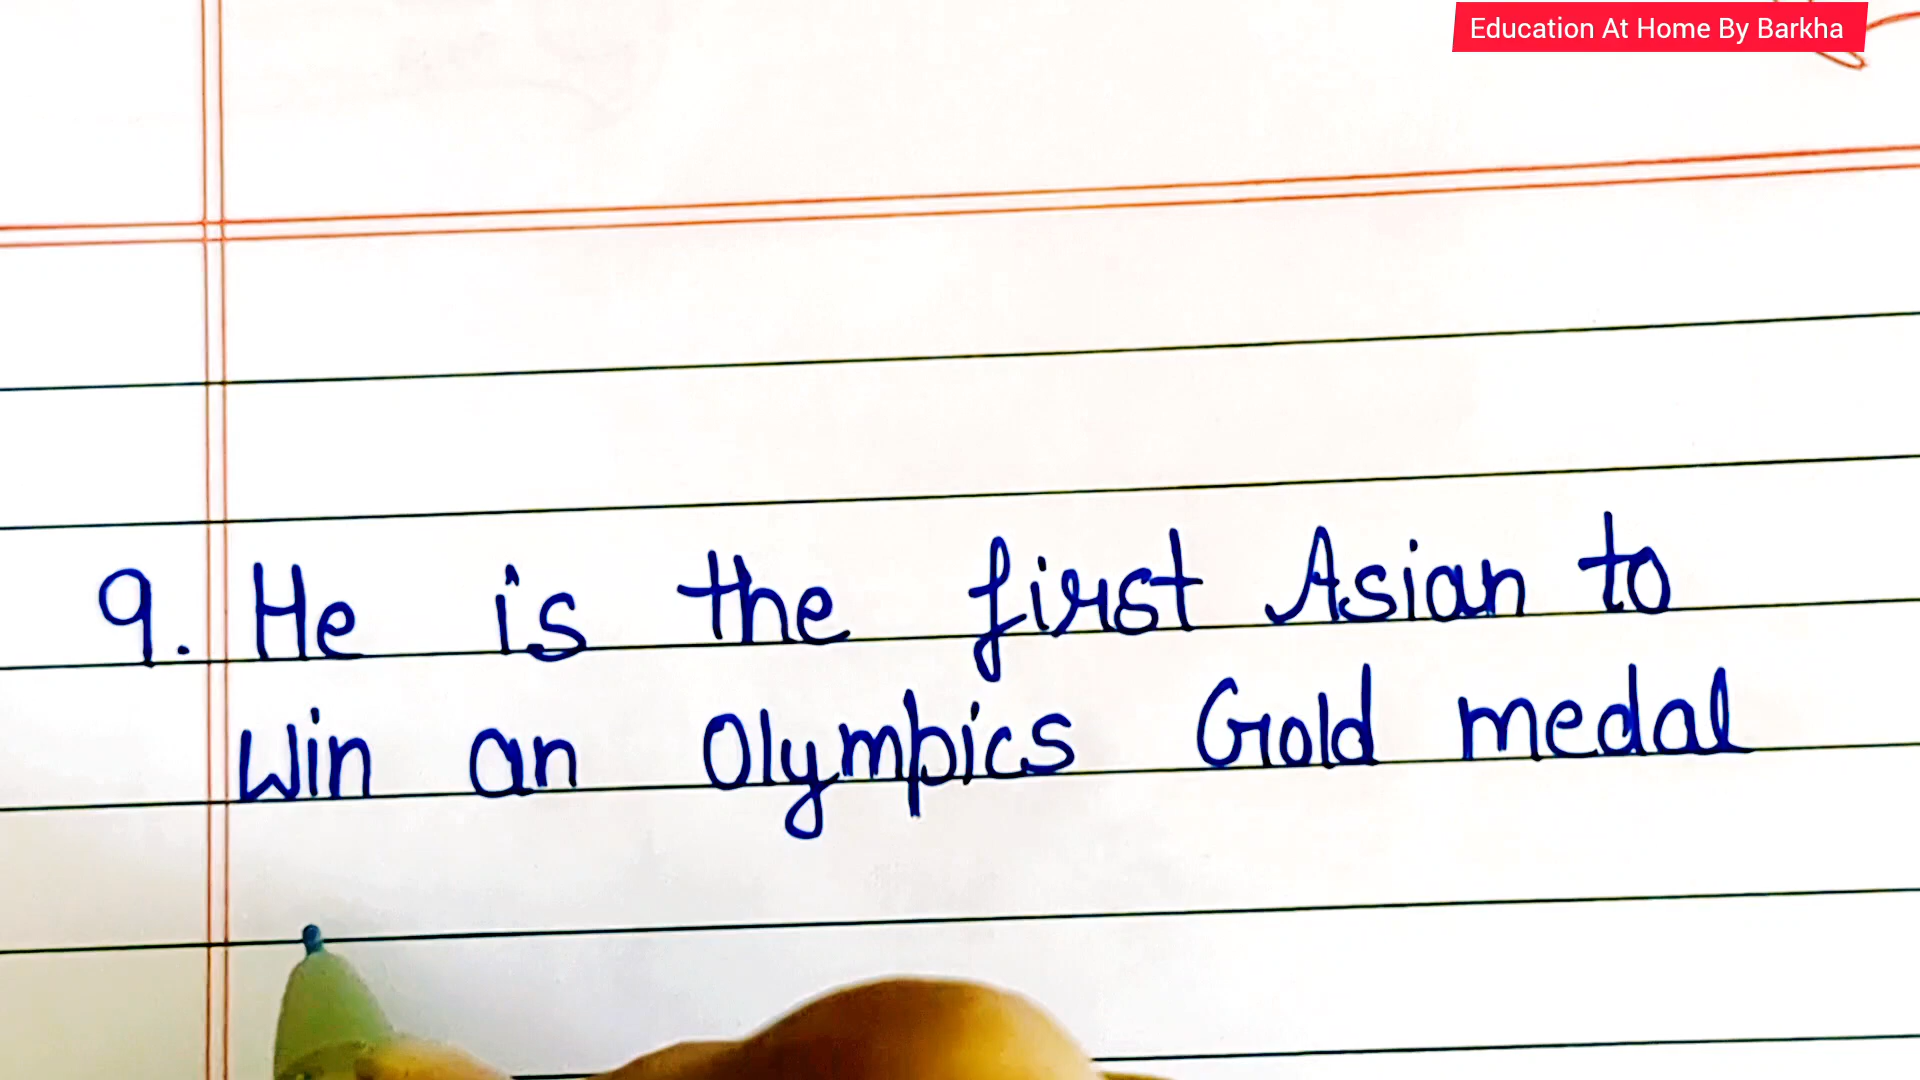 Education At Home By Barkha
9. He is the first Asian to
Win an Olympics Gold medal